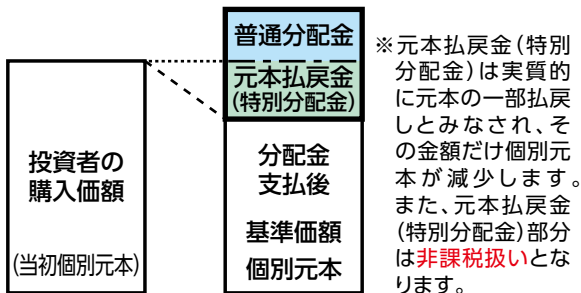 投資者の
購入価額
(当初個別元本)
普通分配金
元本払戻金
(特別分配金)
分配金
支払後
基準価額
個別元本
※元本払戻金(特別
分配金)は実質的
に元本の一部払戻
しとみなされ、そ
の金額だけ個別元
本が減少します。
また、元本払戻金
(特別分配金)部分
は非課税扱いとな
ります。